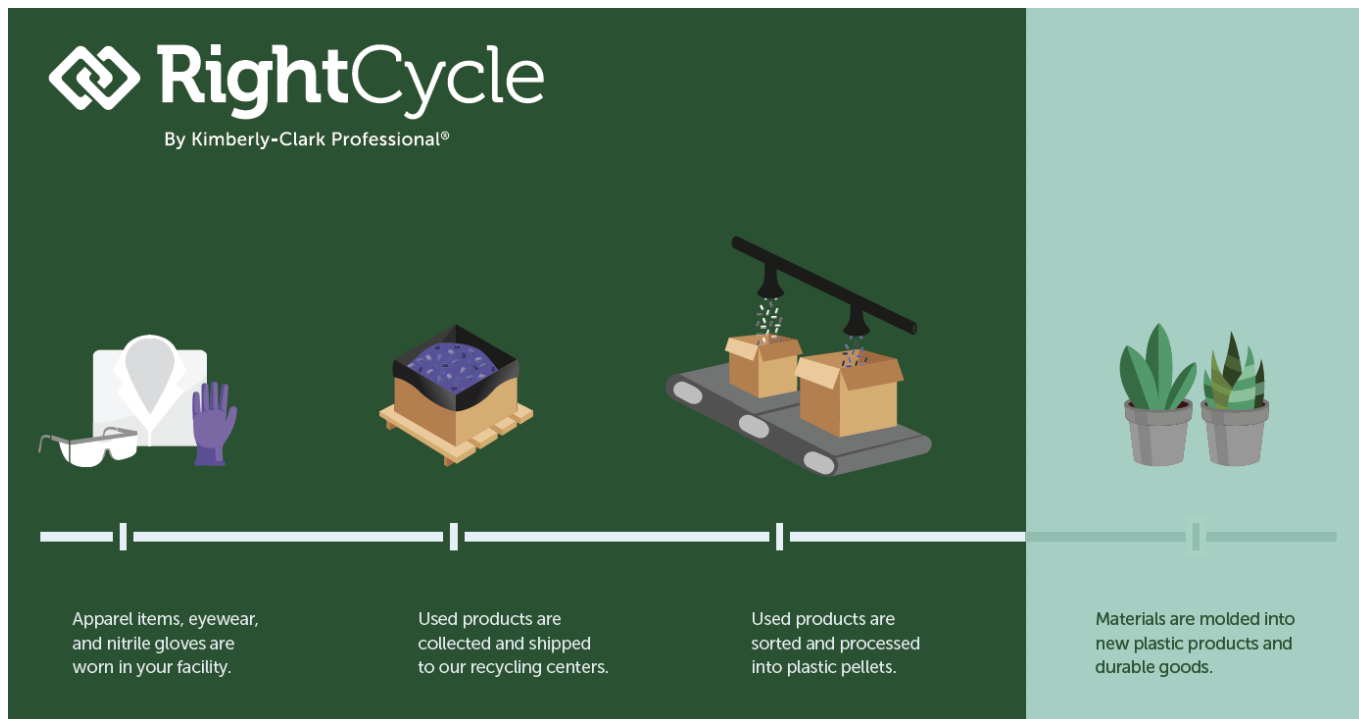 RightCycle
By Kimberly-Clark Professional®
Apparel items, eyewear,
and nitrile gloves are
worn in your facility.
Used products are
collected and shipped
to our recycling centers.
Used products are
sorted and processed
into plastic pellets.
Materials are molded into
new plastic products and
durable goods.